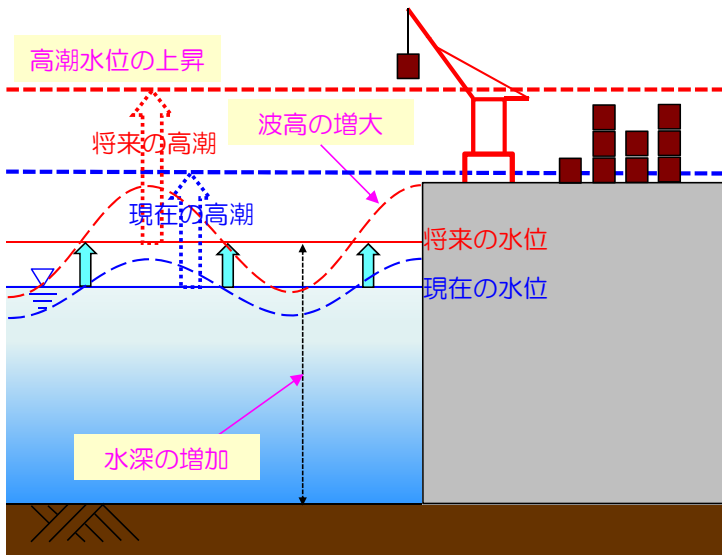 高潮水位の上昇
波高の増大
将来の高潮
現在の高潮
将来の水位
現在の水位
水深の増加